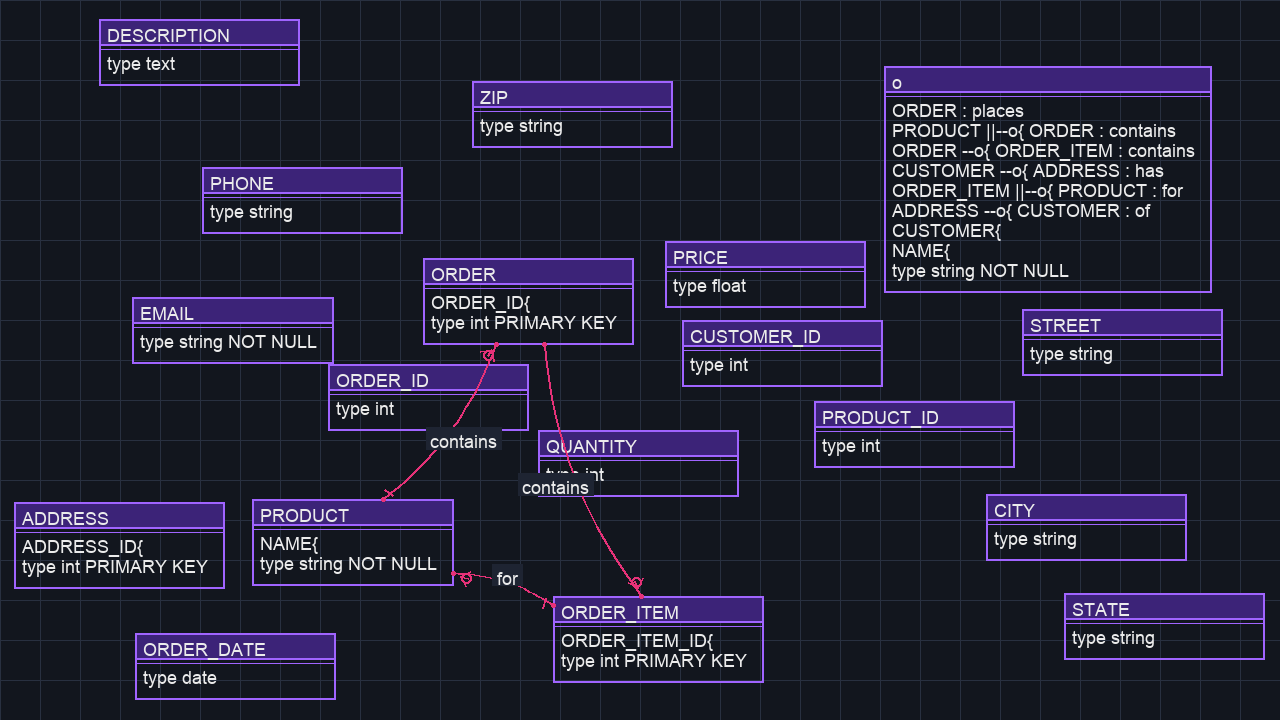 DESCRIPTION
type text
ZIP
type string
o
ORDER : places
PRODUCT ||--o{ ORDER : contains
ORDER --o{ ORDER_ITEM : contains
CUSTOMER --o{ ADDRESS : has
ORDER_ITEM ||--o{ PRODUCT : for
ADDRESS --o{ CUSTOMER : of
CUSTOMER{
NAME{
type string NOT NULL
PHONE
type string
PRICE
type float
ORDER
ORDER_ID{
type int PRIMARY KEY
EMAIL
type string NOT NULL
CUSTOMER_ID
type int
STREET
type string
ORDER_ID
type int
contains
QUANTITY
type int
contains
PRODUCT_ID
type int
ADDRESS
ADDRESS_ID{
type int PRIMARY KEY
PRODUCT
NAME{
type string NOT NULL
CITY
type string
for
ORDER_ITEM
ORDER_ITEM_ID{
type int PRIMARY KEY
STATE
type string
ORDER_DATE
type date